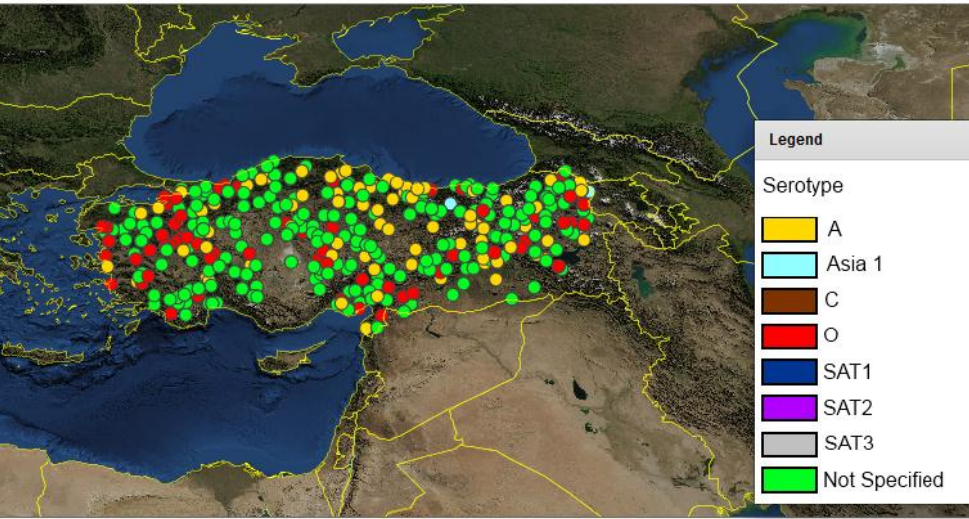 Legend
Serotype
A
Asia 1
C
O
SAT1
SAT2
SAT3
Not Specified